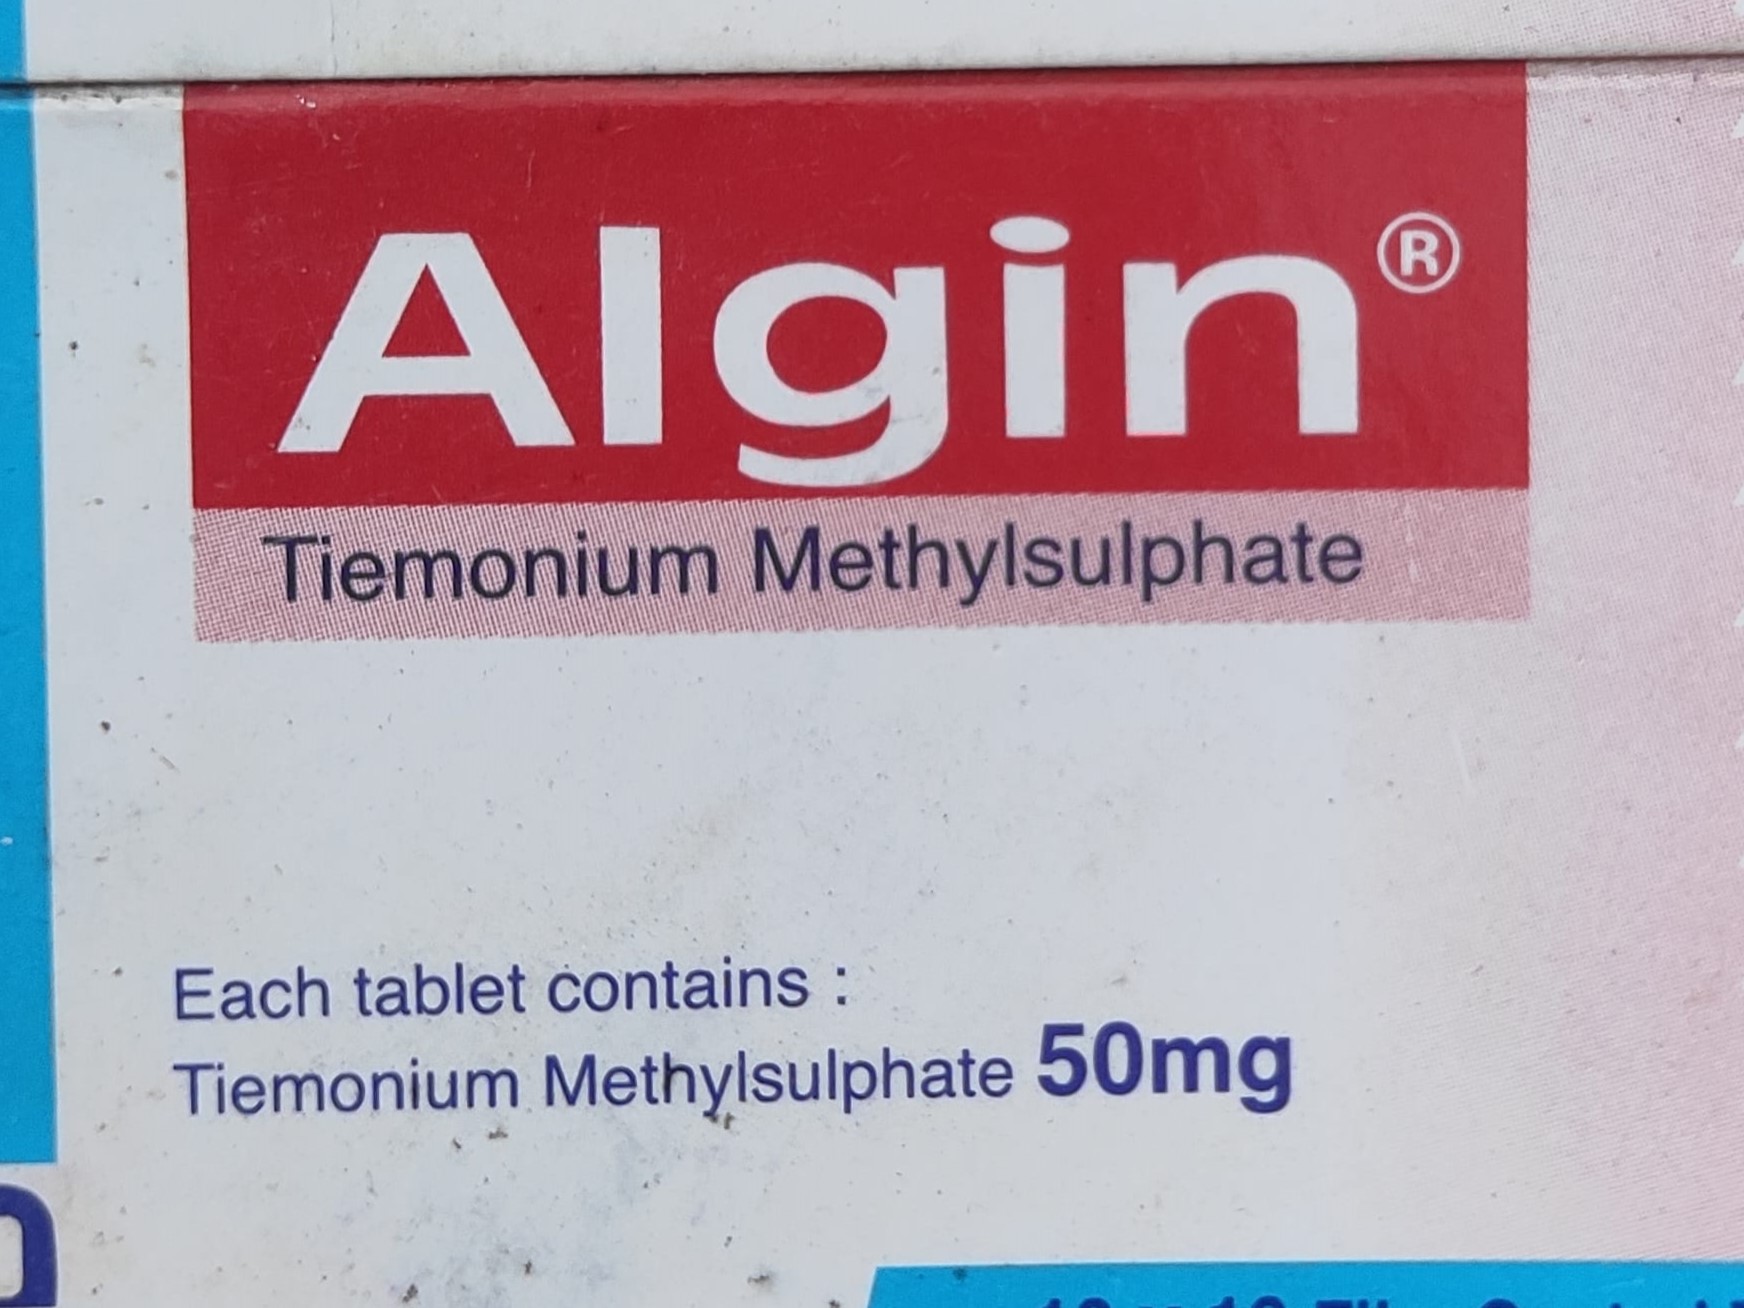 Algin®
Tiemonium Methylsulphate
Each tablet contains :
Tiemonium Methylsulphate 50mg